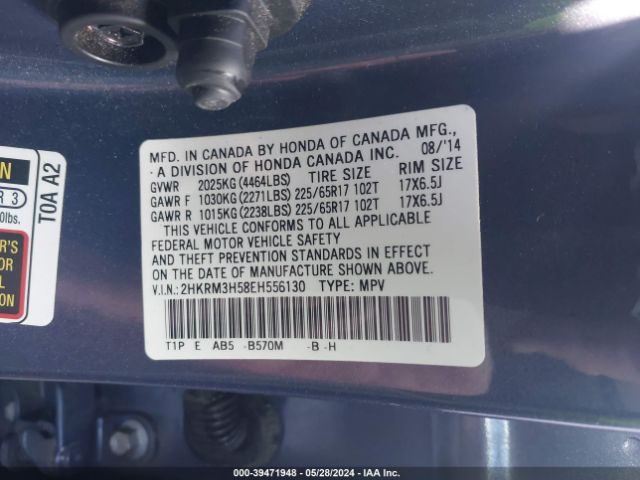 MFD. IN CANADA BY HONDA OF CANADA MFG.,
A DIVISION OF HONDA CANADA INC. 08/'14
GVWR 2025KG(4464LBS) TIRE SIZE RIM SIZE
GAWR F 1030KG(2271LBS) 225/65R17 102T 17X6.5J
GAWR R 1015KG(2238LBS) 225/65R17 102T 17X6.5J
THIS VEHICLE CONFORMS TO ALL APPLICABLE
FEDERAL MOTOR VEHICLE SAFETY
AND THEFT PREVENTION STANDARDS IN EFFECT
ON THE DATE OF MANUFACTURE SHOWN ABOVE.
V.I.N.: 2HKRM3H58EH556130 TYPE: MPV
T1P E AB5 -B570M -B -H
N
R 3
0lbs.
R'S
OR
AL
T0A A2
000-39471948 - 05/28/2024 - IAA Inc.